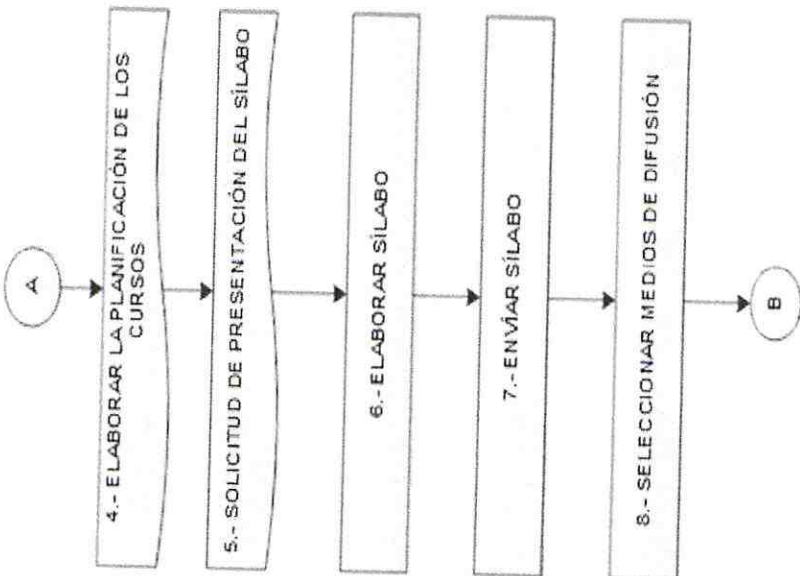 A
4.- ELABORAR LA PLANIFICACIÓN DE LOS
CURSOS
5.- SOLICITUD DE PRESENTACIÓN DEL SÍLABO
6.- ELABORAR SÍLABO
7.- ENVÍAR SÍLABO
8.- SELECCIONAR MEDIOS DE DIFUSIÓN
B